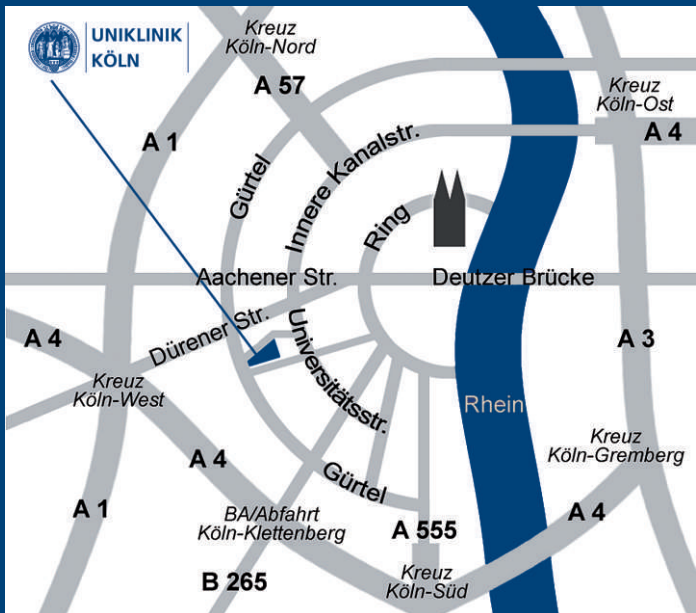 UNIKLINIK
KÖLN
Kreuz
Köln-Nord
A 57
Kreuz
Köln-Ost
A 4
A 1
Gürtel
Innere Kanalstr.
Ring
Aachener Str.
Deutzer Brücke
A 4
Dürener Str.
Universitätsstr.
A 3
Kreuz
Köln-West
Rhein
Kreuz
Köln-Gremberg
A 4
Gürtel
A 1
BA/Abfahrt
Köln-Klettenberg
A 555
A 4
B 265
Kreuz
Köln-Süd